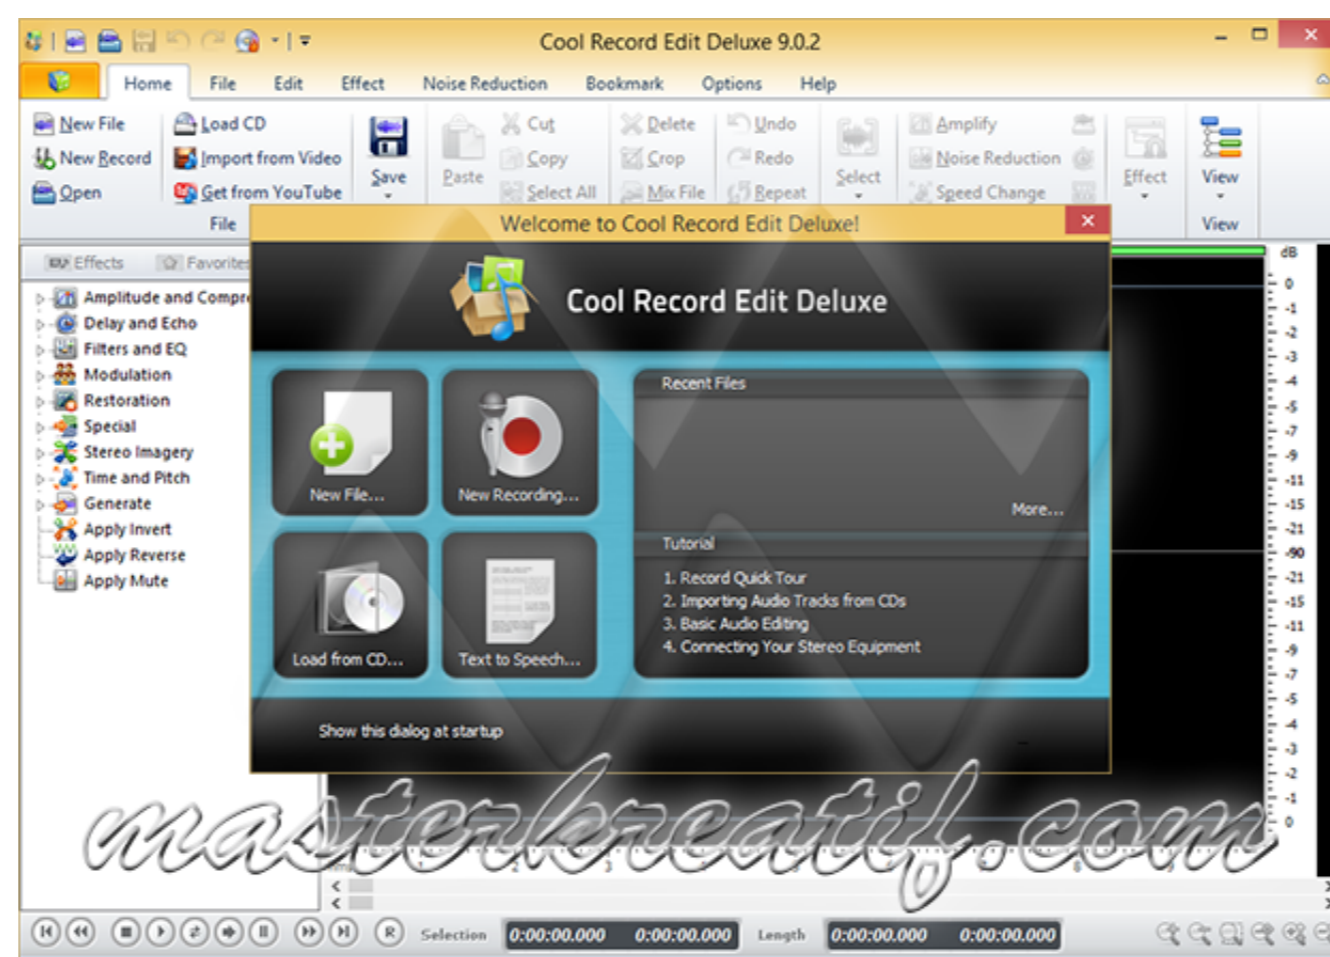 Cool Record Edit Deluxe 9.0.2
Home File Edit Effect Noise Reduction Bookmark Options Help
New File Load CD Cut Delete Undo Amplify
New Record Import from Video Save Paste Copy Crop Redo Select Noise Reduction Effect View
Open Get from YouTube Select All Mix File Repeat Speed Change
File View
Welcome to Cool Record Edit Deluxe!
Effects Favorites
Amplitude and Compre
Delay and Echo
Filters and EQ
Modulation
Restoration
Special
Stereo Imagery
Time and Pitch
Generate
Apply Invert
Apply Reverse
Apply Mute
Cool Record Edit Deluxe
New File...
New Recording...
Load from CD...
Text to Speech...
Recent Files
More...
Tutorial
1. Record Quick Tour
2. Importing Audio Tracks from CDs
3. Basic Audio Editing
4. Connecting Your Stereo Equipment
Show this dialog at startup
dB
0
-1
-2
-3
-4
-5
-7
-9
-11
-15
-21
-90
-21
-15
-11
-9
-7
-5
-4
-3
-2
-1
0
masterkreatif.com
R Selection 0:00:00.000 0:00:00.000 Length 0:00:00.000 0:00:00.000